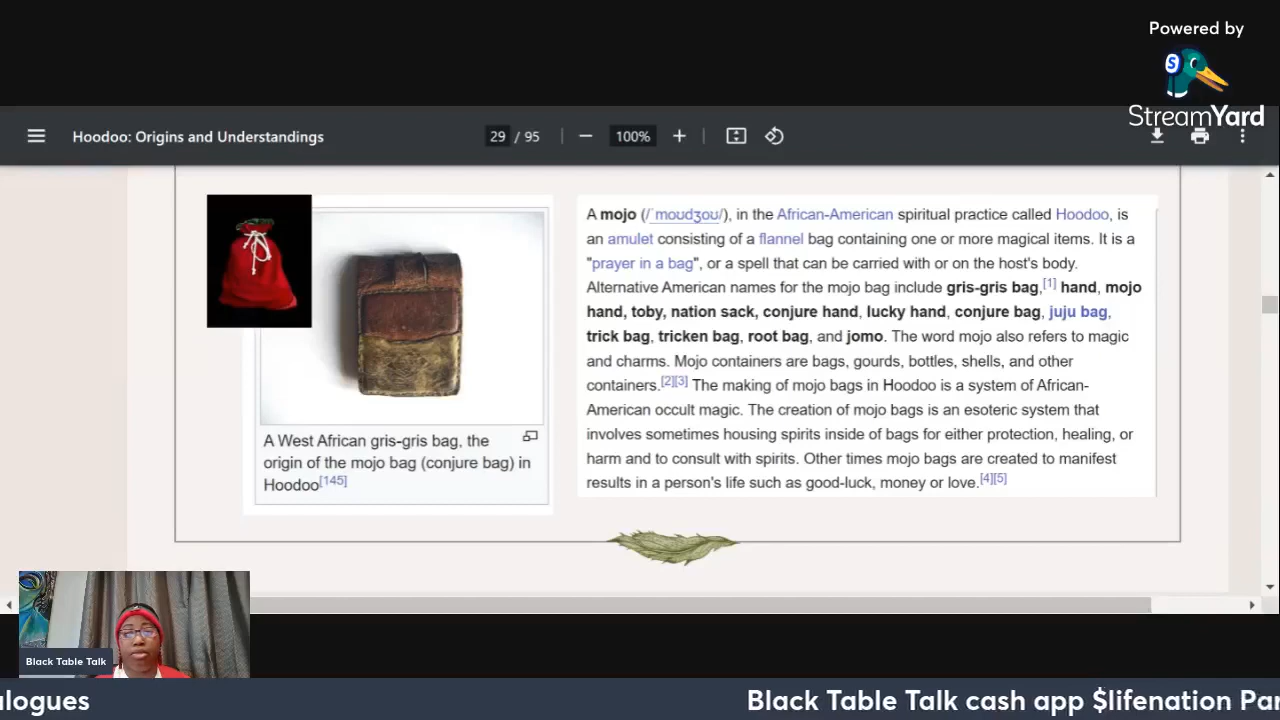 Powered by
StreamYard
Hoodoo: Origins and Understandings
29 / 95
100%
A mojo (/ˈmoʊdʒoʊ/), in the African-American spiritual practice called Hoodoo, is
an amulet consisting of a flannel bag containing one or more magical items. It is a
"prayer in a bag", or a spell that can be carried with or on the host's body.
Alternative American names for the mojo bag include gris-gris bag,[1] hand, mojo
hand, toby, nation sack, conjure hand, lucky hand, conjure bag, juju bag,
trick bag, tricken bag, root bag, and jomo. The word mojo also refers to magic
and charms. Mojo containers are bags, gourds, bottles, shells, and other
containers.[2][3] The making of mojo bags in Hoodoo is a system of African-
American occult magic. The creation of mojo bags is an esoteric system that
involves sometimes housing spirits inside of bags for either protection, healing, or
harm and to consult with spirits. Other times mojo bags are created to manifest
results in a person's life such as good-luck, money or love.[4][5]
A West African gris-gris bag, the
origin of the mojo bag (conjure bag) in
Hoodoo[145]
Black Table Talk
alogues
Black Table Talk cash app $lifenation Par